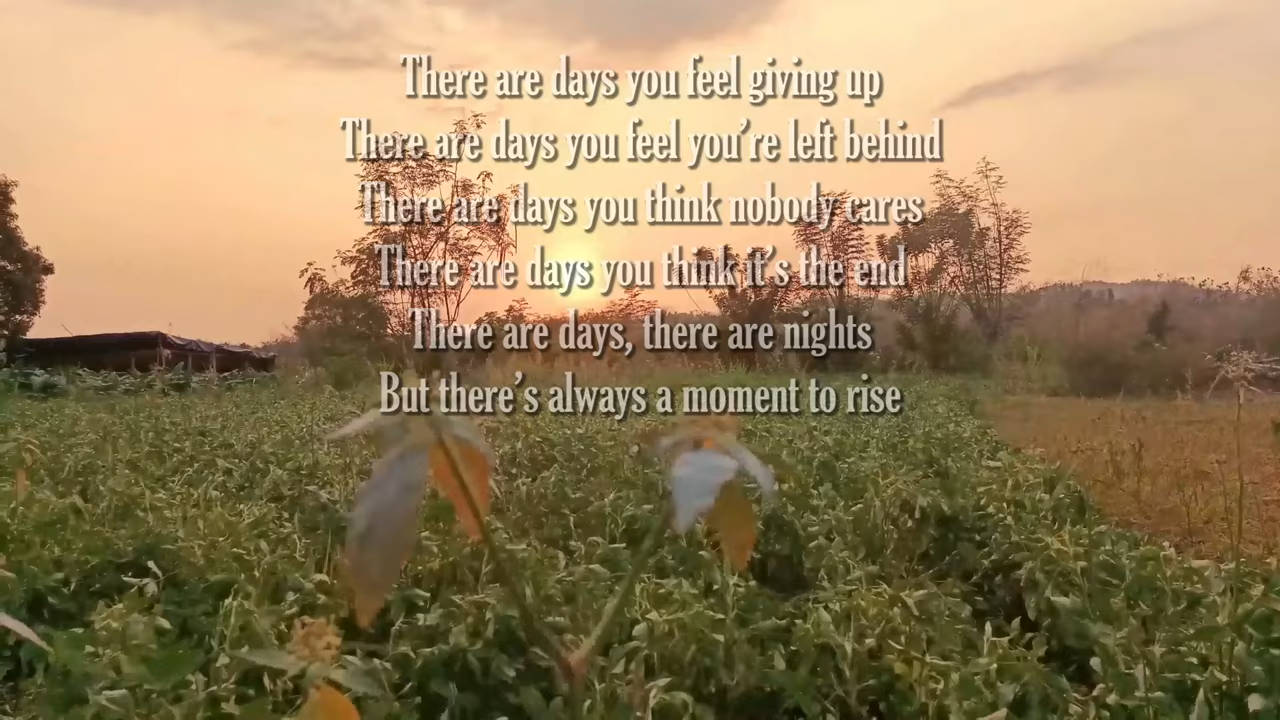 There are days you feel giving up
There are days you feel you’re left behind
There are days you think nobody cares
There are days you think it’s the end
There are days, there are nights
But there’s always a moment to rise